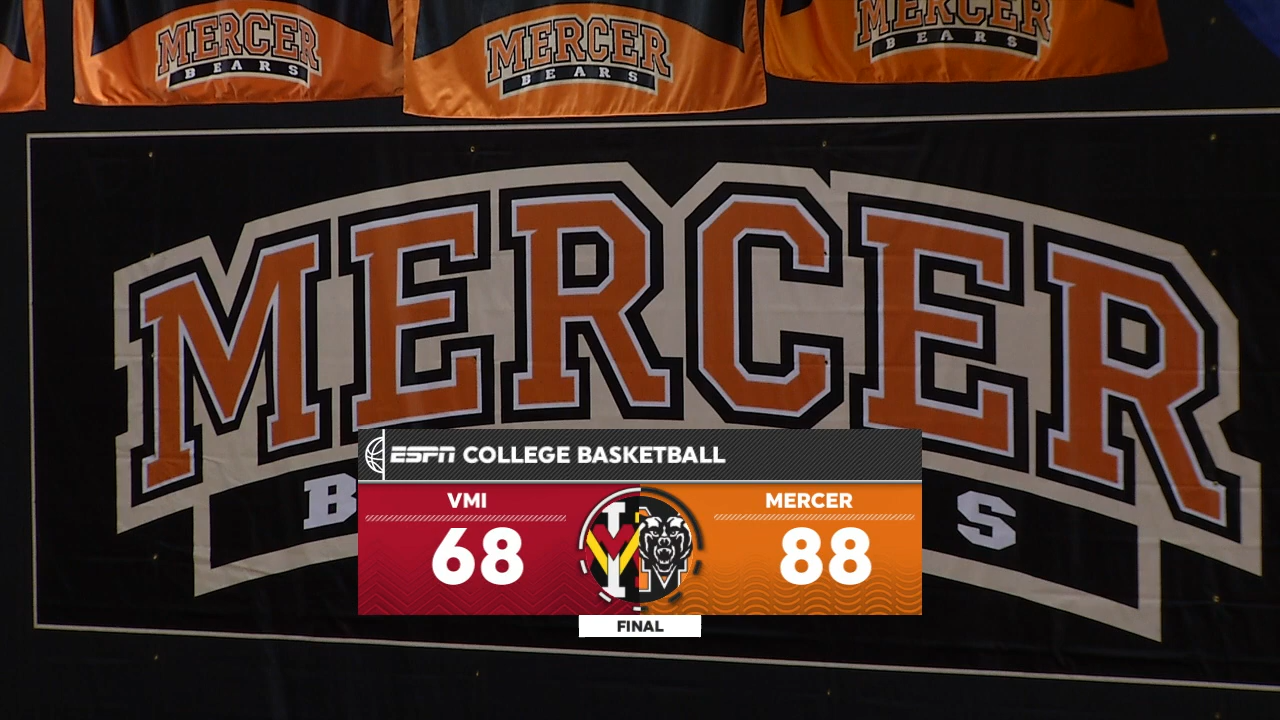 MERCER
BEARS
MERCER
BEARS
MERCER
BEARS
MERCER
B S
ESPN COLLEGE BASKETBALL
VMI
68
MERCER
88
FINAL